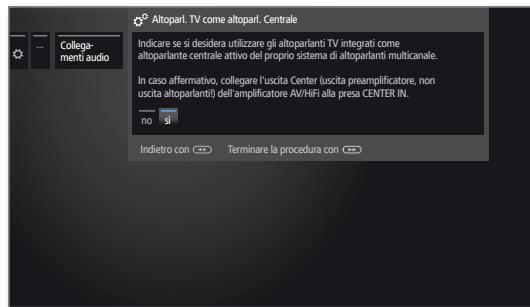 Altoparl. TV come altoparl. Centrale
...
Collega-
menti audio
Indicare se si desidera utilizzare gli altoparlanti TV integrati come
altoparlante centrale attivo del proprio sistema di altoparlanti multicanale.
In caso affermativo, collegare l'uscita Center (uscita preamplificatore, non
uscita altoparlanti!) dell'amplificatore AV/HiFi alla presa CENTER IN.
no sì
Indietro con Terminare la procedura con